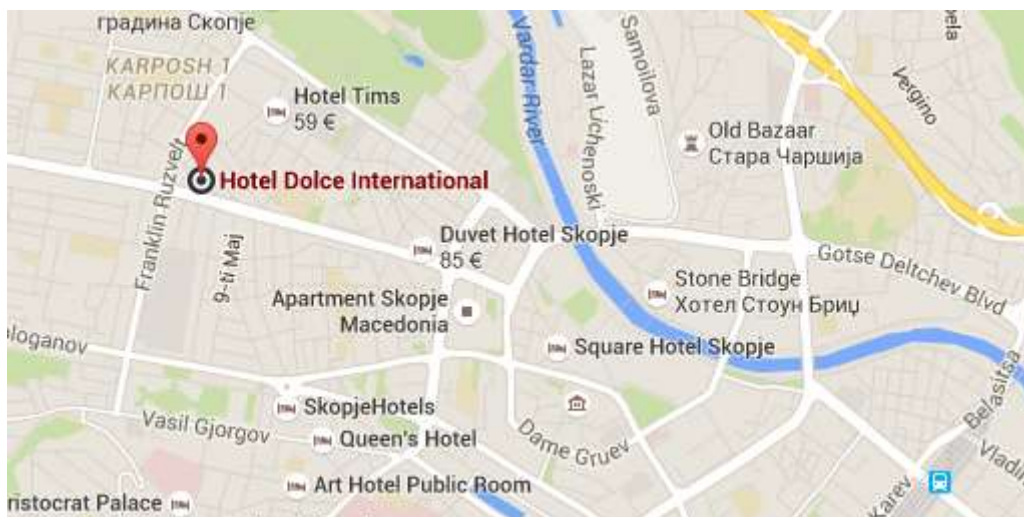 градина Скопје
KARPOSH 1
КАРПОШ 1
Hotel Tims
59 €
Hotel Dolce International
Franklin Ruzvelt
9-ti Maj
Vardar River
Lazar Lichenoski
Samoilova
Vergino
Old Bazaar
Стара Чаршија
Duvet Hotel Skopje
85 €
Gotse Deltchev Blvd
Stone Bridge
Хотел Стоун Бриџ
Apartment Skopje
Macedonia
Square Hotel Skopje
SkopjeHotels
Vasil Gjorgov
Queen's Hotel
Dame Gruev
Belasitsa
Art Hotel Public Room
Karev